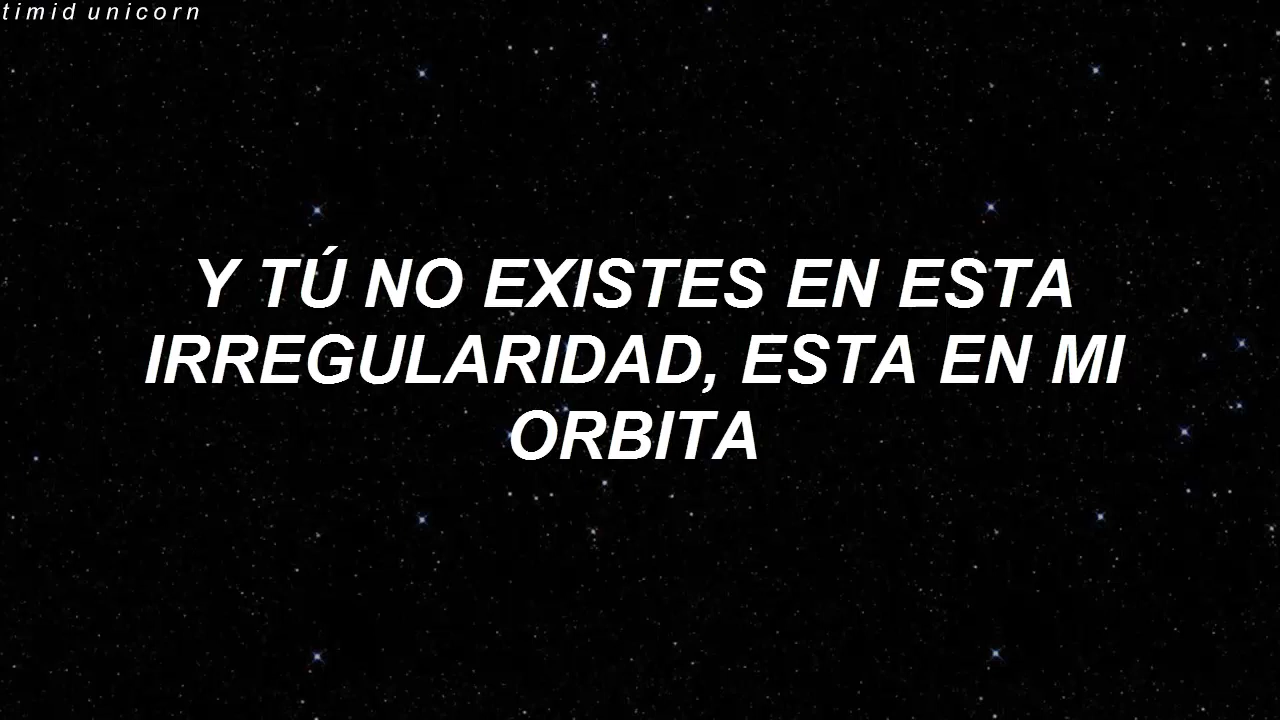 timid unicorn
Y TÚ NO EXISTES EN ESTA
IRREGULARIDAD, ESTA EN MI
ORBITA